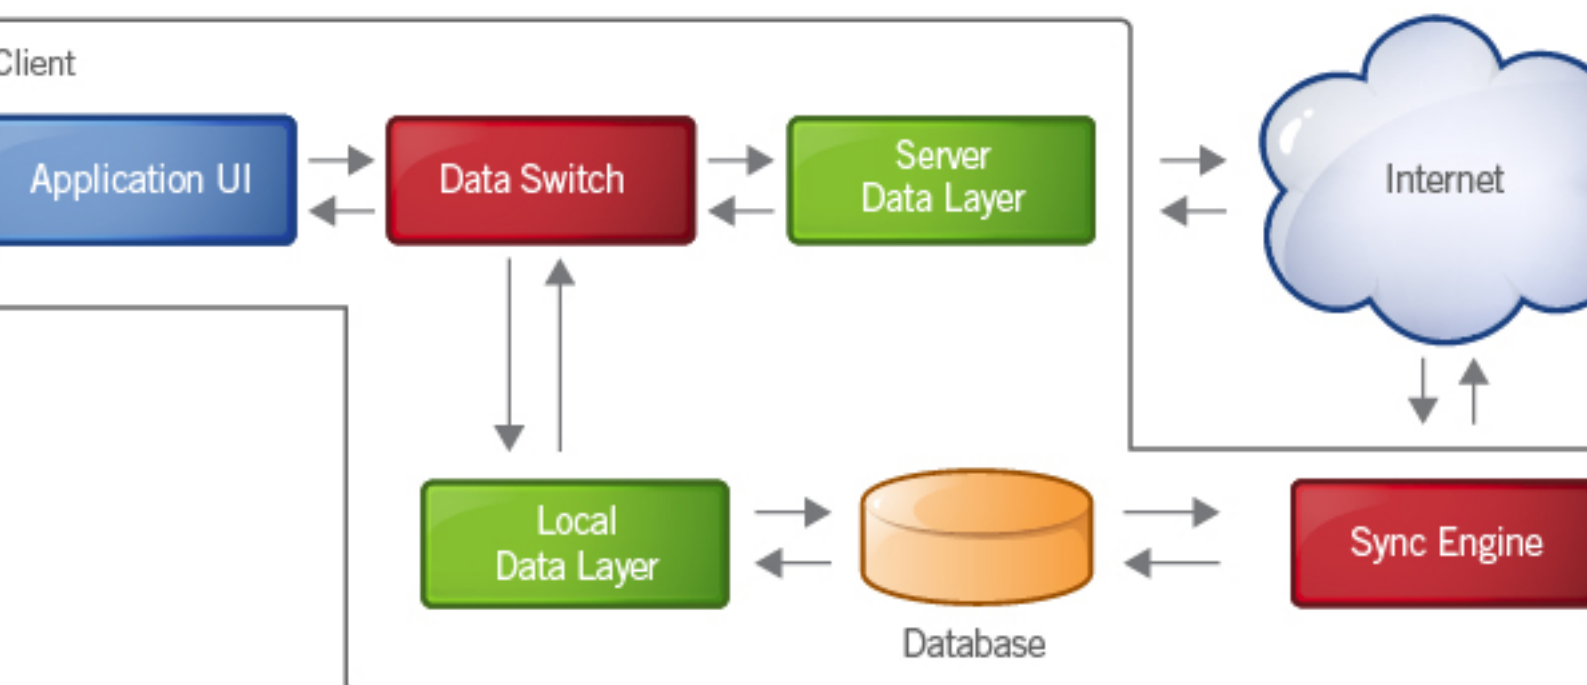 Client
Application UI
Data Switch
Server
Data Layer
Internet
Local
Data Layer
Sync Engine
Database